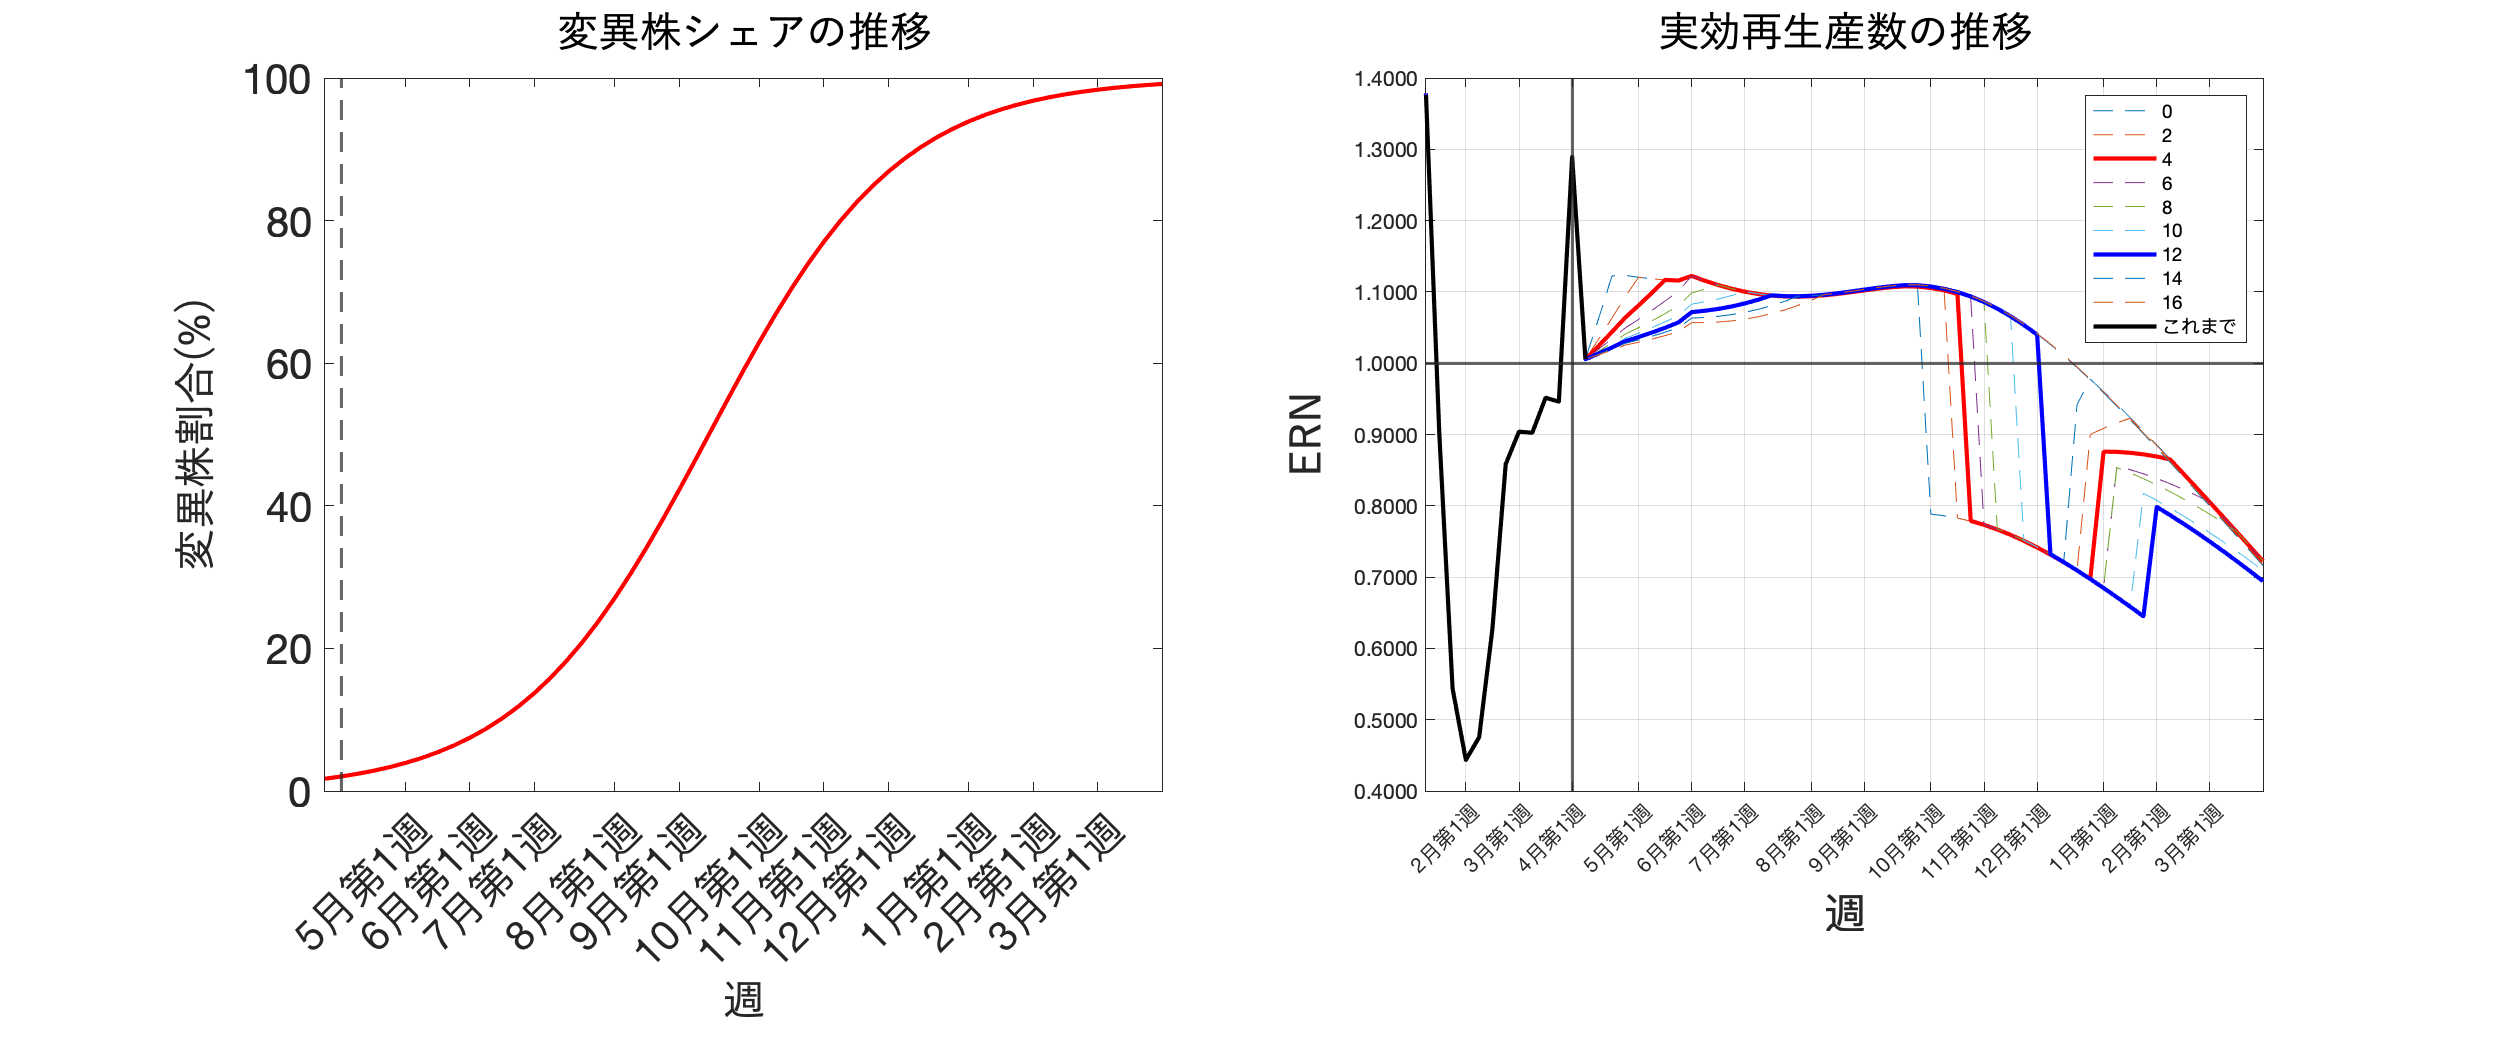 変異株シェアの推移
変異株割合(%)
100
80
60
40
20
0
5月第1週
6月第1週
7月第1週
8月第1週
9月第1週
10月第1週
11月第1週
12月第1週
1月第1週
2月第1週
3月第1週
週
実効再生産数の推移
ERN
1.4000
1.3000
1.2000
1.1000
1.0000
0.9000
0.8000
0.7000
0.6000
0.5000
0.4000
0
2
4
6
8
10
12
14
16
これまで
2月第1週
3月第1週
4月第1週
5月第1週
6月第1週
7月第1週
8月第1週
9月第1週
10月第1週
11月第1週
12月第1週
1月第1週
2月第1週
3月第1週
週